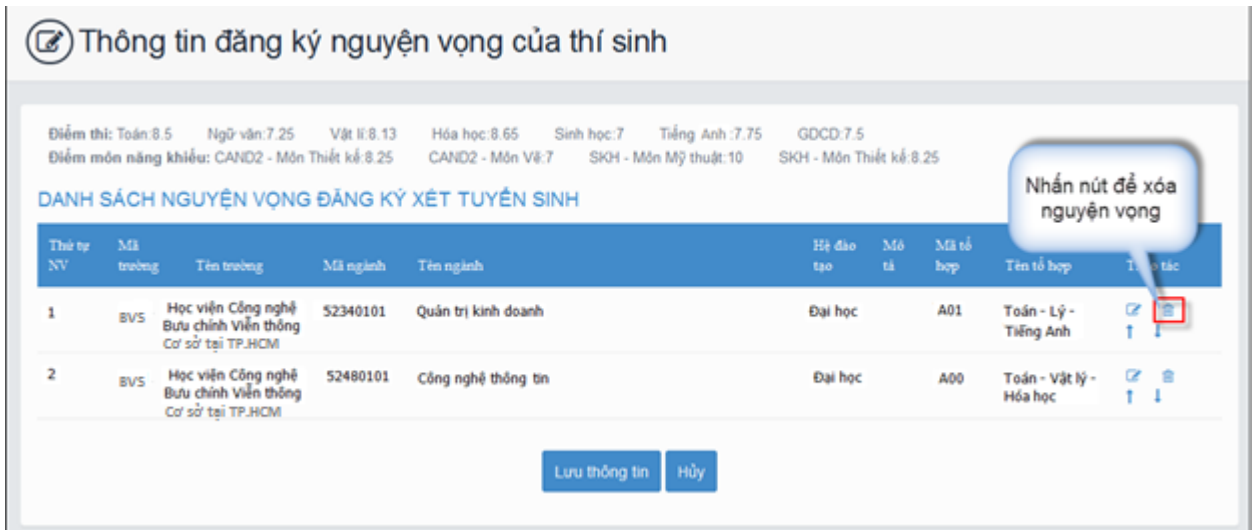 Thông tin đăng ký nguyện vọng của thí sinh
Điểm thi: Toán:8.5 Ngữ văn:7.25 Vật lí:8.13 Hóa học:8.65 Sinh học:7 Tiếng Anh :7.75 GDCD:7.5
Điểm môn năng khiếu: CAND2 - Môn Thiết kế:8.25 CAND2 - Môn Vẽ:7 SKH - Môn Mỹ thuật:10 SKH - Môn Thiết kế:8.25
Nhấn nút để xóa
nguyện vọng
DANH SÁCH NGUYỆN VỌNG ĐĂNG KÝ XÉT TUYỂN SINH
Thứ tự Mã Hệ đào Mô Mã tổ
NV trường Tên trường Mã ngành Tên ngành tạo tả hợp Tên tổ hợp tác
1 BVS Học viện Công nghệ 52340101 Quản trị kinh doanh Đại học A01 Toán - Lý -
Bưu chính Viễn thông Tiếng Anh
Cơ sở tại TP.HCM
2 BVS Học viện Công nghệ 52480101 Công nghệ thông tin Đại học A00 Toán - Vật lý -
Bưu chính Viễn thông Hóa học
Cơ sở tại TP.HCM
Lưu thông tin Hủy